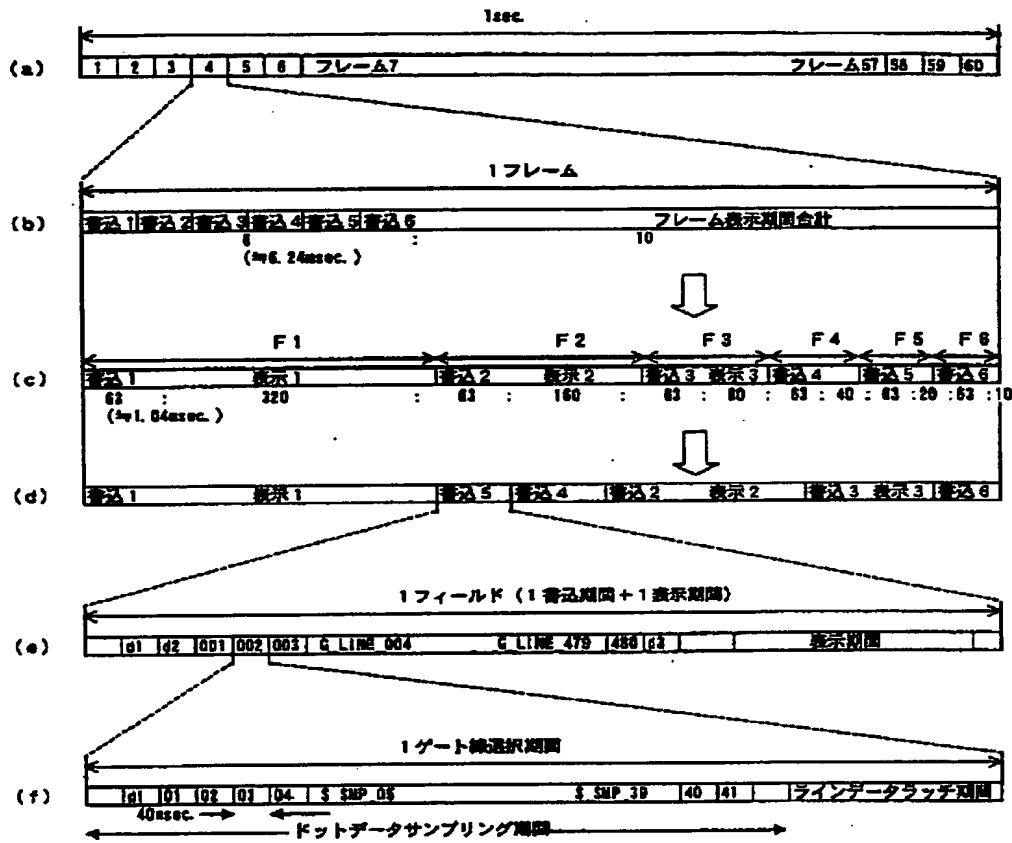 1sec.
(a) 1 2 3 4 5 6 フレーム7 フレーム57 58 59 60
1フレーム
(b) 書込1 書込2 書込3 書込4 書込5 書込6 フレーム表示期間合計
6 : 10
(≒6.24msec.)
F1 F2 F3 F4 F5 F6
(c) 書込1 表示1 書込2 表示2 書込3 表示3 書込4 書込5 書込6
63 : 320 : 63 : 160 : 63 : 80 : 63 : 40 : 63 : 20 : 63 : 10
(≒1.04msec.)
(d) 書込1 表示1 書込5 書込4 書込2 表示2 書込3 表示3 書込6
1フィールド(1書込期間+1表示期間)
(e) d1 d2 001 002 003 G_LINE_004 G_LINE_479 480 d3 表示期間
1ゲート線選択期間
(f) d1 01 02 03 04 S_SMP_05 S_SMP_39 40 41 ラインデータラッチ期間
40nsec.
ドットデータサンプリング期間